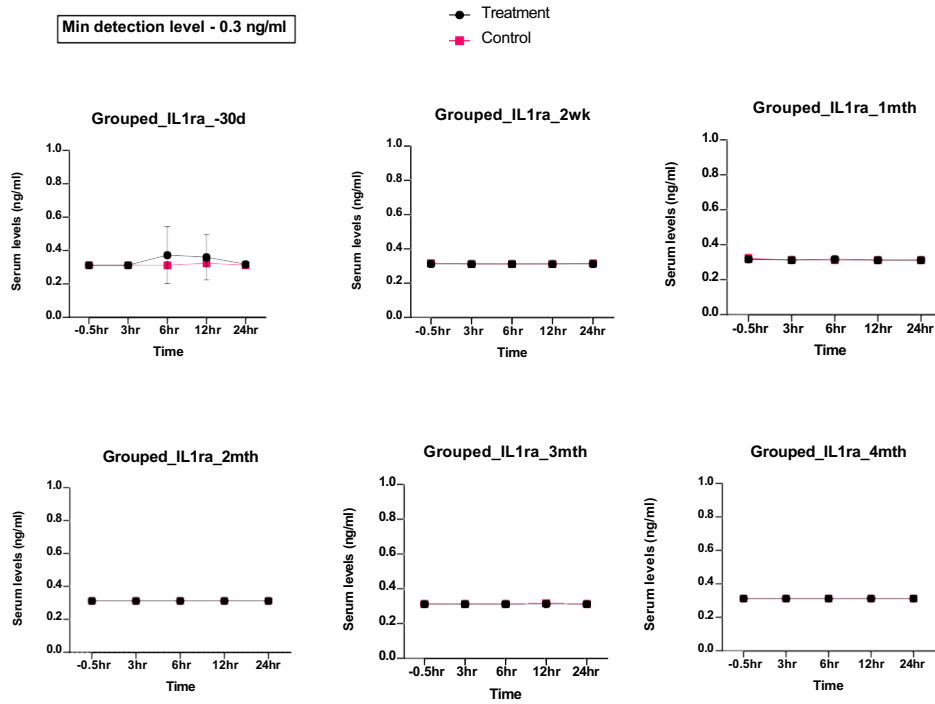 Min detection level - 0.3 ng/ml
Treatment
Control
Grouped_IL1ra_-30d
Serum levels (ng/ml)
1.0
0.8
0.6
0.4
0.2
0.0
-0.5hr 3hr 6hr 12hr 24hr
Time
Grouped_IL1ra_2wk
Serum levels (ng/ml)
1.0
0.8
0.6
0.4
0.2
0.0
-0.5hr 3hr 6hr 12hr 24hr
Time
Grouped_IL1ra_1mth
Serum levels (ng/ml)
1.0
0.8
0.6
0.4
0.2
0.0
-0.5hr 3hr 6hr 12hr 24hr
Time
Grouped_IL1ra_2mth
Serum levels (ng/ml)
1.0
0.8
0.6
0.4
0.2
0.0
-0.5hr 3hr 6hr 12hr 24hr
Time
Grouped_IL1ra_3mth
Serum levels (ng/ml)
1.0
0.8
0.6
0.4
0.2
0.0
-0.5hr 3hr 6hr 12hr 24hr
Time
Grouped_IL1ra_4mth
Serum levels (ng/ml)
1.0
0.8
0.6
0.4
0.2
0.0
-0.5hr 3hr 6hr 12hr 24hr
Time